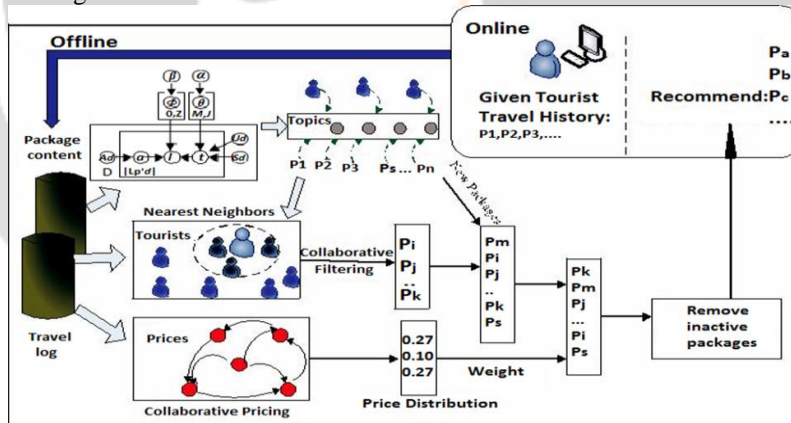 Offline
Online
Given Tourist
Travel History:
P1,P2,P3,....
Recommend:
Pa
Pb
Pc
....
Package
content
β
α
θ
O,Z
M,J
Ud
Ad
a
l
t
Sd
D
|Lp'd|
Topics
P1 P2 P3 Ps... Pn
New Packages
Nearest Neighbors
Tourists
Collaborative
Filtering
Pi
Pj
..
Pk
Pm
Pi
Pj
..
Pk
Ps
Pk
Pm
Pj
...
Pi
Ps
Remove
inactive
packages
Travel
log
Prices
Collaborative Pricing
0.27
0.10
0.27
Price Distribution
Weight